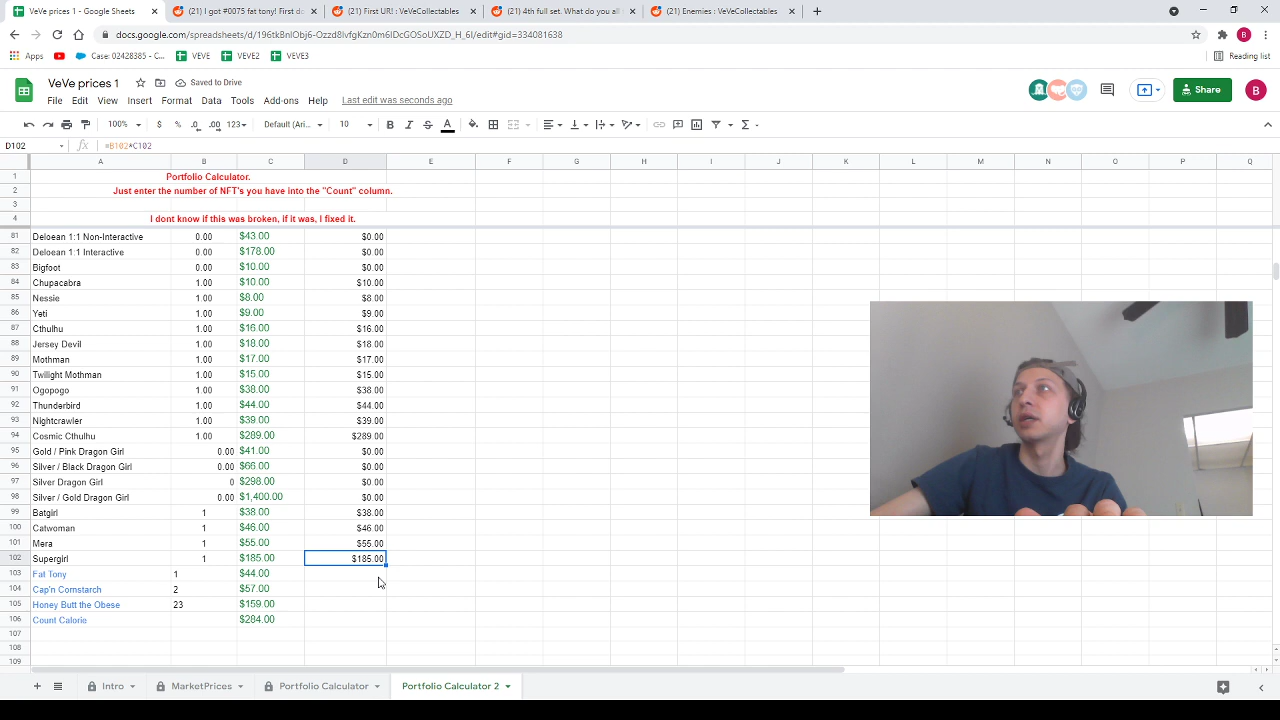 VeVe prices 1 - Google Sheets
(21) I got #0075 fat tony! First d
(21) First UR! : VeVeCollectables
(21) 4th full set. What do you all
(21) Enemies : VeVeCollectables
Apps
Case: 02428385 - C...
VEVE
VEVE2
VEVE3
Reading list
VeVe prices 1
Saved to Drive
File Edit View Insert Format Data Tools Add-ons Help Last edit was seconds ago
Share
B
100% $ % .0 .00 123 Default (Ari... 10 B I S A
D102 fx =B102*C102
A B C D E F G H I J K L M N O P Q
1 Portfolio Calculator.
2 Just enter the number of NFT's you have into the "Count" column.
3
4 I dont know if this was broken, if it was, I fixed it.
81 Deloean 1:1 Non-Interactive 0.00 $43.00 $0.00
82 Deloean 1:1 Interactive 0.00 $178.00 $0.00
83 Bigfoot 0.00 $10.00 $0.00
84 Chupacabra 1.00 $10.00 $10.00
85 Nessie 1.00 $8.00 $8.00
86 Yeti 1.00 $9.00 $9.00
87 Cthulhu 1.00 $16.00 $16.00
88 Jersey Devil 1.00 $18.00 $18.00
89 Mothman 1.00 $17.00 $17.00
90 Twilight Mothman 1.00 $15.00 $15.00
91 Ogopogo 1.00 $38.00 $38.00
92 Thunderbird 1.00 $44.00 $44.00
93 Nightcrawler 1.00 $39.00 $39.00
94 Cosmic Cthulhu 1.00 $289.00 $289.00
95 Gold / Pink Dragon Girl 0.00 $41.00 $0.00
96 Silver / Black Dragon Girl 0.00 $66.00 $0.00
97 Silver Dragon Girl 0 $298.00 $0.00
98 Silver / Gold Dragon Girl 0.00 $1,400.00 $0.00
99 Batgirl 1 $38.00 $38.00
100 Catwoman 1 $46.00 $46.00
101 Mera 1 $55.00 $55.00
102 Supergirl 1 $185.00 $185.00
103 Fat Tony 1 $44.00
104 Cap'n Cornstarch 2 $57.00
105 Honey Butt the Obese 23 $159.00
106 Count Calorie $284.00
107
108
109
Intro
MarketPrices
Portfolio Calculator
Portfolio Calculator 2